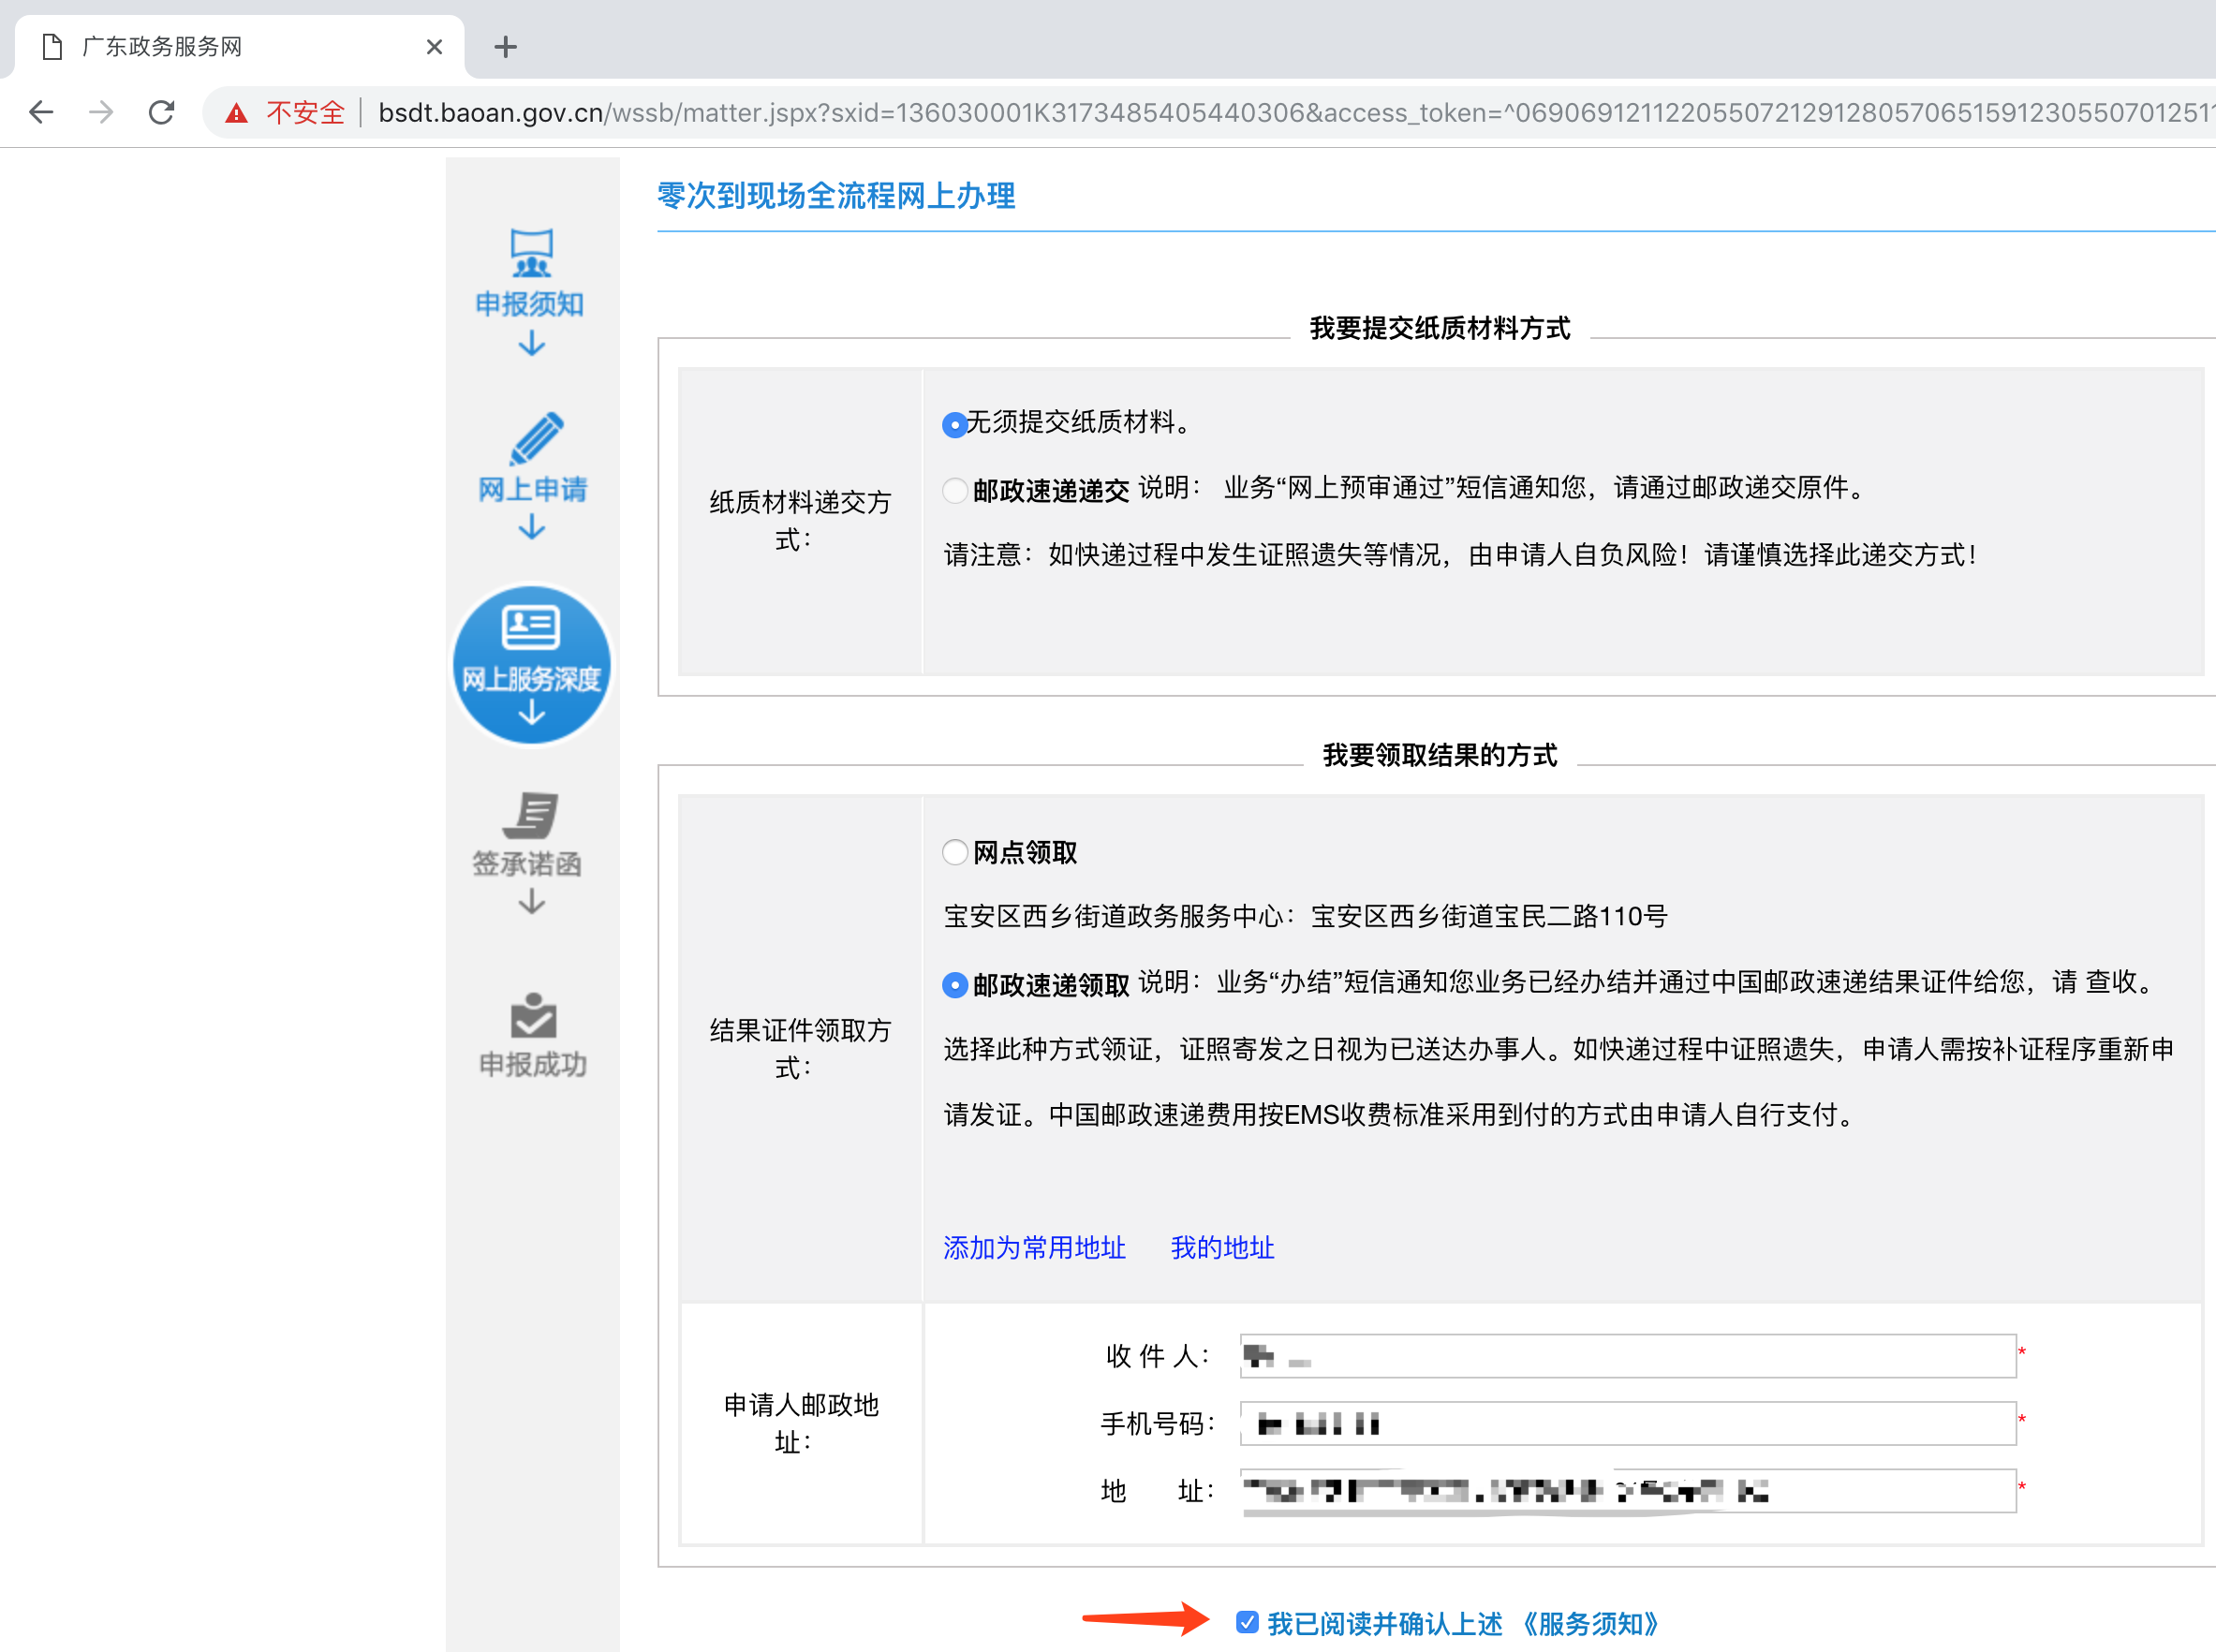 广东政务服务网
不安全 bsdt.baoan.gov.cn/wssb/matter.jspx?sxid=136030001K3173485405440306&access_token=^0690691211220550721291280570651591230550701251
零次到现场全流程网上办理
申报须知
网上申请
网上服务深度
签承诺函
申报成功
我要提交纸质材料方式
纸质材料递交方
式:
无须提交纸质材料。
邮政速递递交 说明： 业务“网上预审通过”短信通知您，请通过邮政递交原件。
请注意：如快递过程中发生证照遗失等情况，由申请人自负风险！请谨慎选择此递交方式！
我要领取结果的方式
结果证件领取方
式:
网点领取
宝安区西乡街道政务服务中心：宝安区西乡街道宝民二路110号
邮政速递领取 说明：业务“办结”短信通知您业务已经办结并通过中国邮政速递结果证件给您，请 查收。
选择此种方式领证，证照寄发之日视为已送达办事人。如快递过程中证照遗失，申请人需按补证程序重新申
请发证。中国邮政速递费用按EMS收费标准采用到付的方式由申请人自行支付。
添加为常用地址 我的地址
申请人邮政地
址:
收 件 人: *
手机号码: *
地 址: *
我已阅读并确认上述 《服务须知》